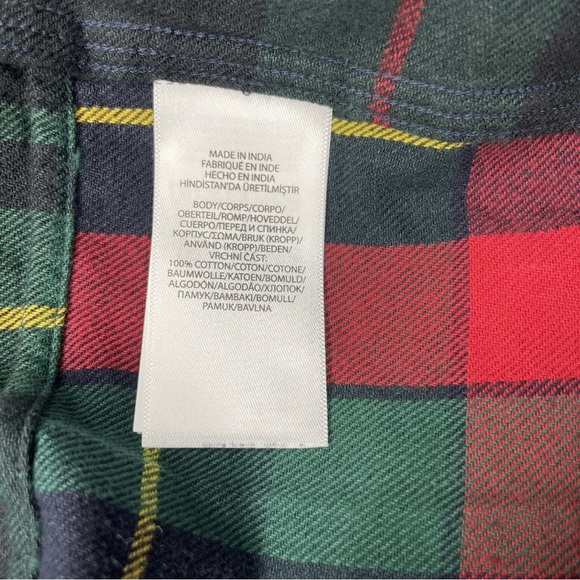 MADE IN INDIA
FABRIQUÉ EN INDE
HECHO EN INDIA
HİNDİSTAN'DA ÜRETİLMİŞTİR
BODY/CORPS/CORPO/
OBERTEIL/ROMP/HOVEDDEL/
CUERPO/ПЕРЕД И СПИНКА/
КОРПУС/ΣΩΜΑ/BRUK (KROPP)/
ANVÄND (KROPP)/BEDEN/
VRCHNÍ ČÁST:
100% COTTON/COTON/COTONE/
BAUMWOLLE/KATOEN/BOMULD/
ALGODÓN/ALGODÃO/ХЛОПОК/
ПАМУК/ΒΑΜΒΑΚΙ/BOMULL/
PAMUK/BAVLNA